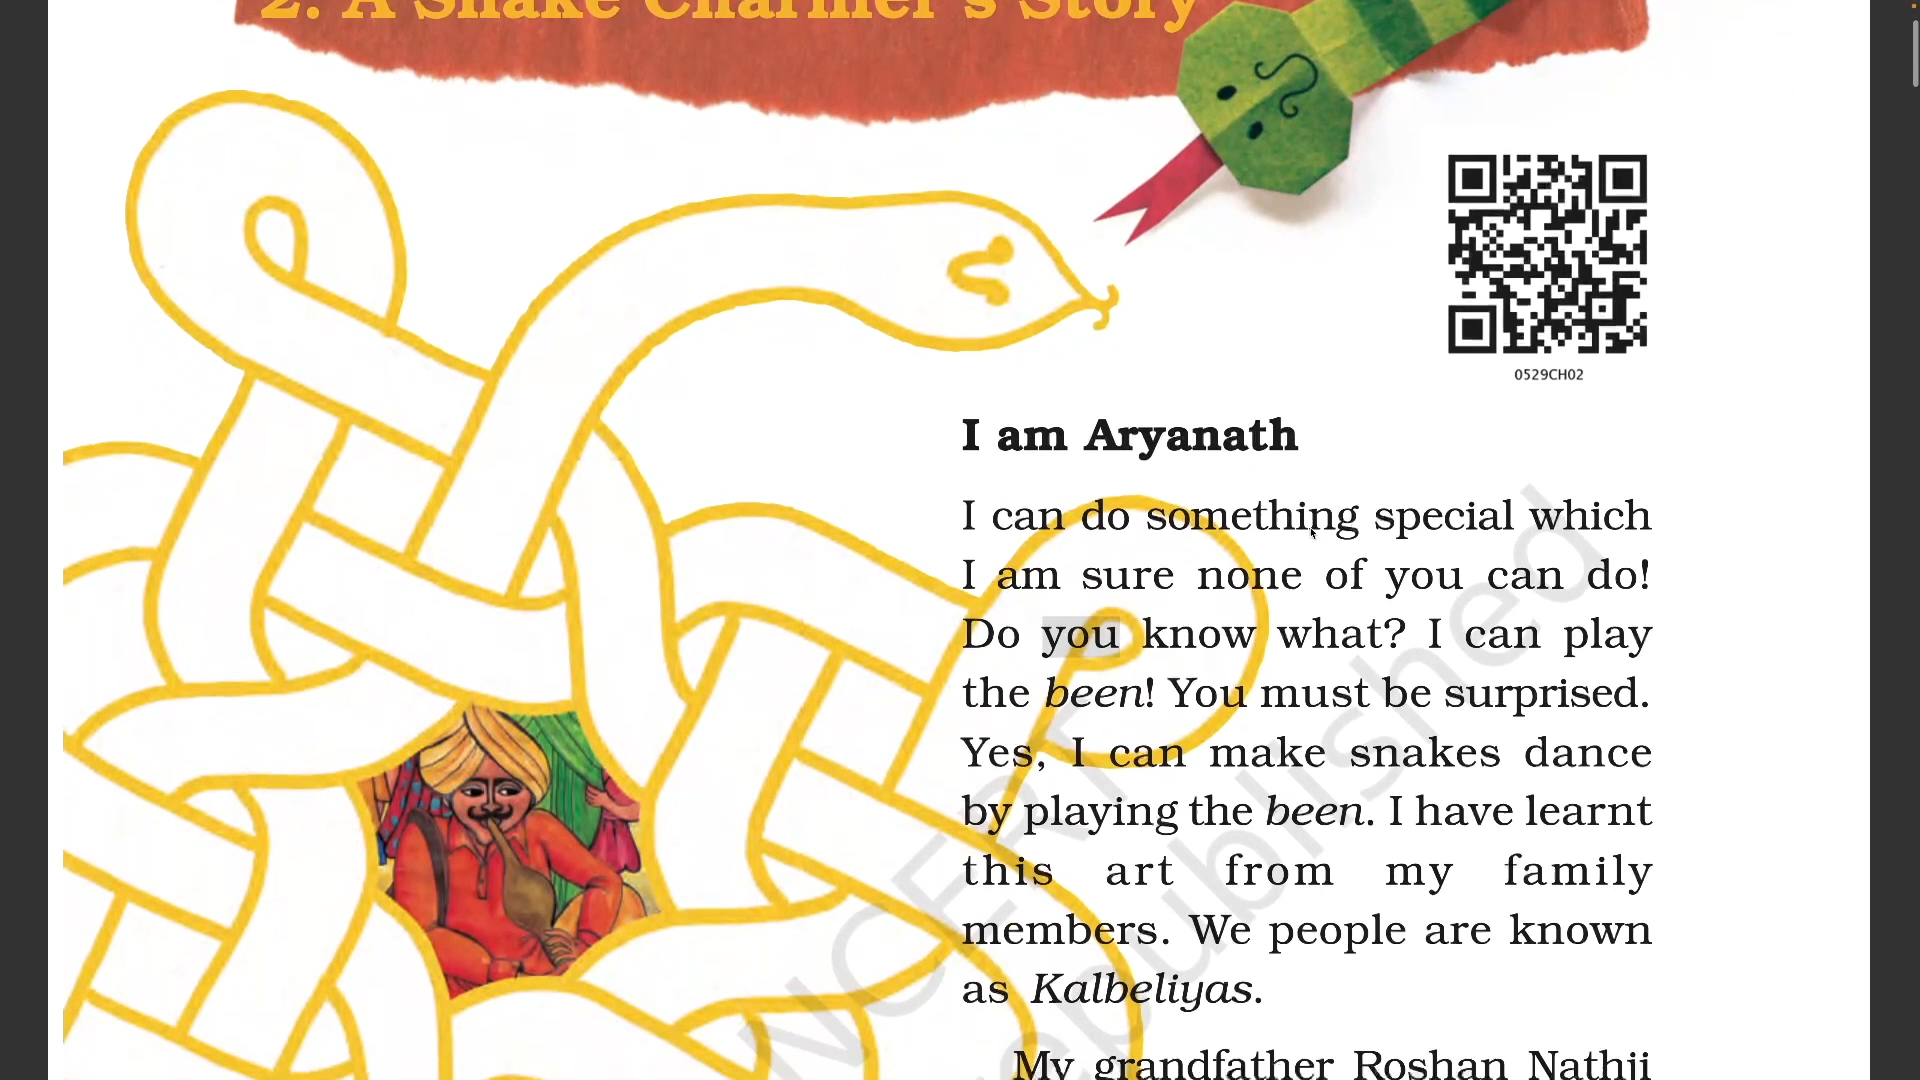 2. A Snake Charmer's Story
0529CH02
I am Aryanath
I can do something special which
I am sure none of you can do!
Do you know what? I can play
the been! You must be surprised.
Yes, I can make snakes dance
by playing the been. I have learnt
this art from my family
members. We people are known
as Kalbeliyas.
My grandfather Roshan Nathji
NCERT
republished